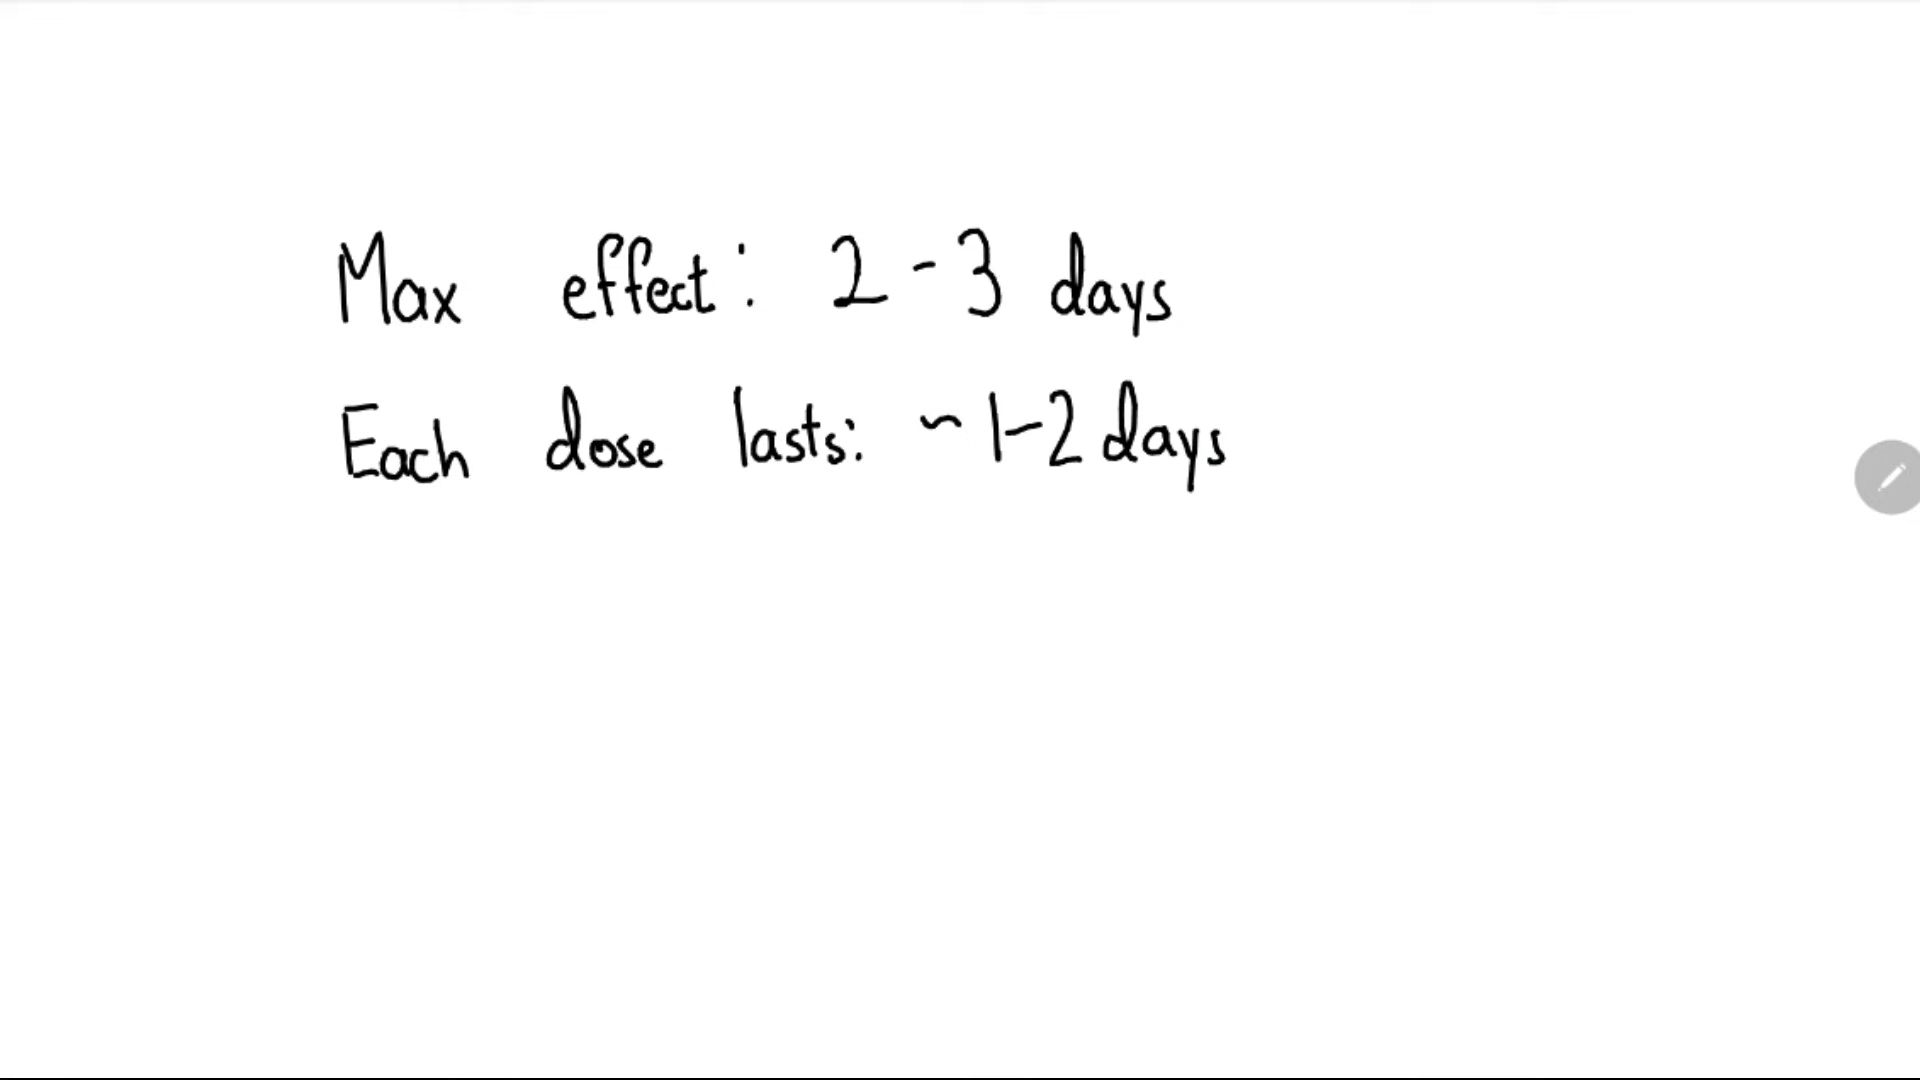 Max effect: 2-3 days
Each dose lasts: ~1-2 days